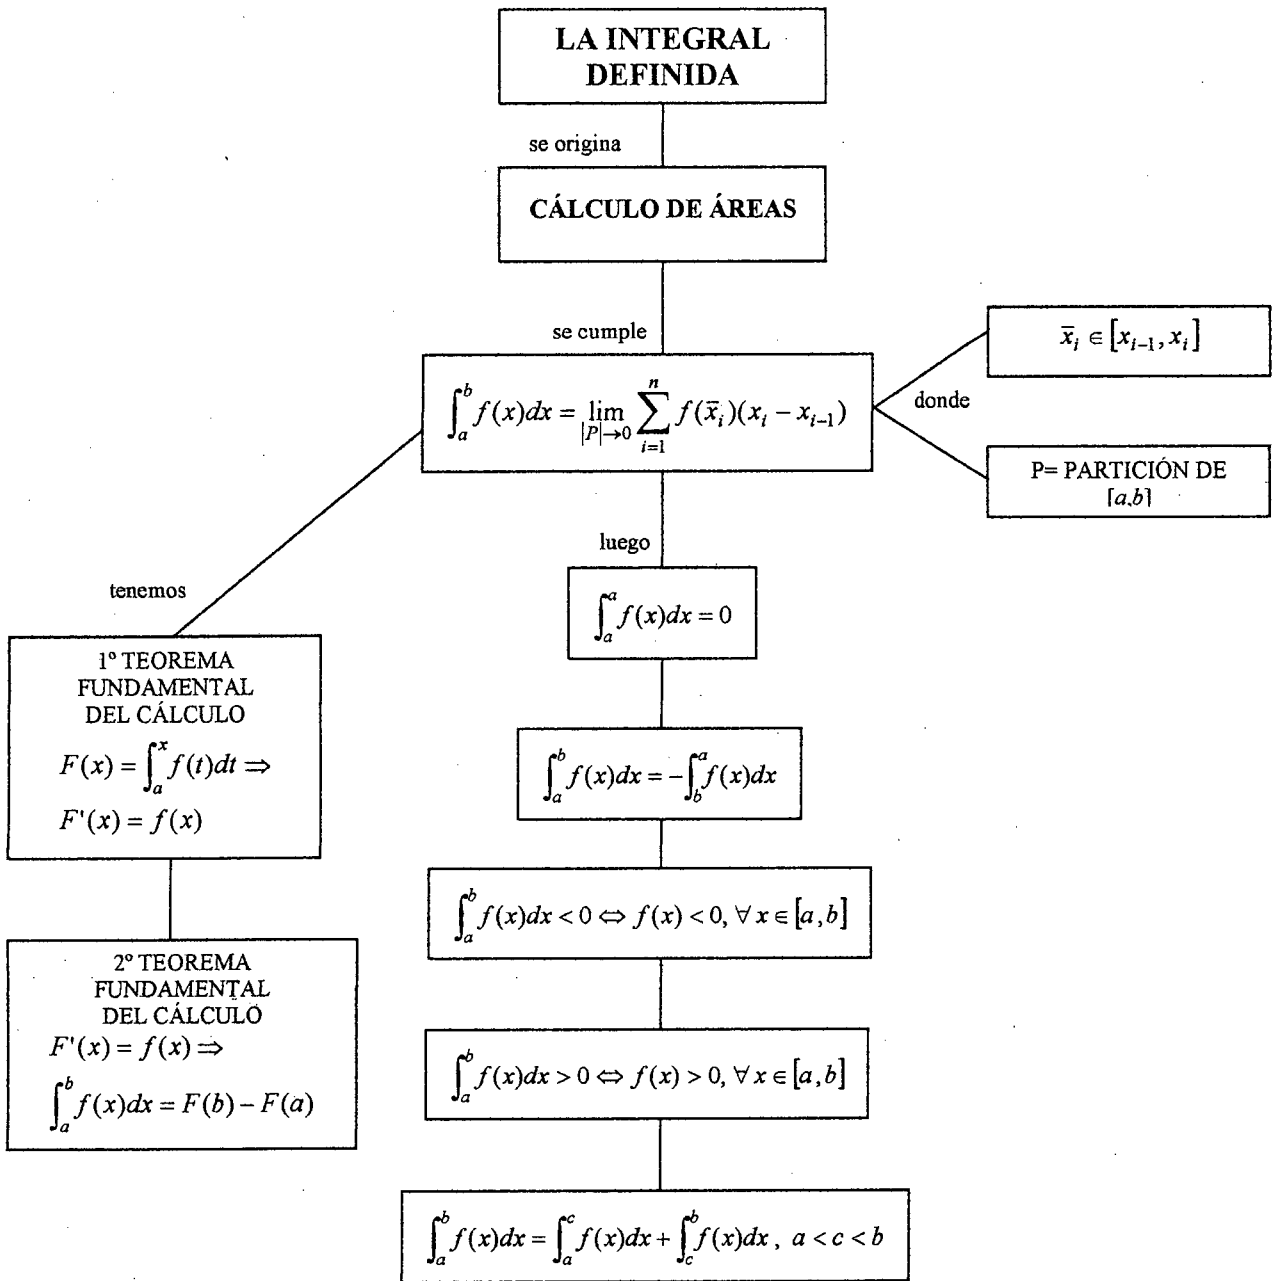 LA INTEGRAL
DEFINIDA
se origina
CÁLCULO DE ÁREAS
se cumple
∫_a^b f(x)dx = lim_{|P|→0} ∑_{i=1}^n f(x̄_i)(x_i − x_{i−1})
donde
x̄_i ∈ [x_{i−1}, x_i]
P= PARTICIÓN DE
[a,b]
tenemos
1º TEOREMA
FUNDAMENTAL
DEL CÁLCULO
F(x) = ∫_a^x f(t)dt ⇒
F'(x) = f(x)
2º TEOREMA
FUNDAMENTAL
DEL CÁLCULO
F'(x) = f(x) ⇒
∫_a^b f(x)dx = F(b) − F(a)
luego
∫_a^a f(x)dx = 0
∫_a^b f(x)dx = −∫_b^a f(x)dx
∫_a^b f(x)dx < 0 ⇔ f(x) < 0, ∀ x ∈ [a, b]
∫_a^b f(x)dx > 0 ⇔ f(x) > 0, ∀ x ∈ [a, b]
∫_a^b f(x)dx = ∫_a^c f(x)dx + ∫_c^b f(x)dx , a < c < b